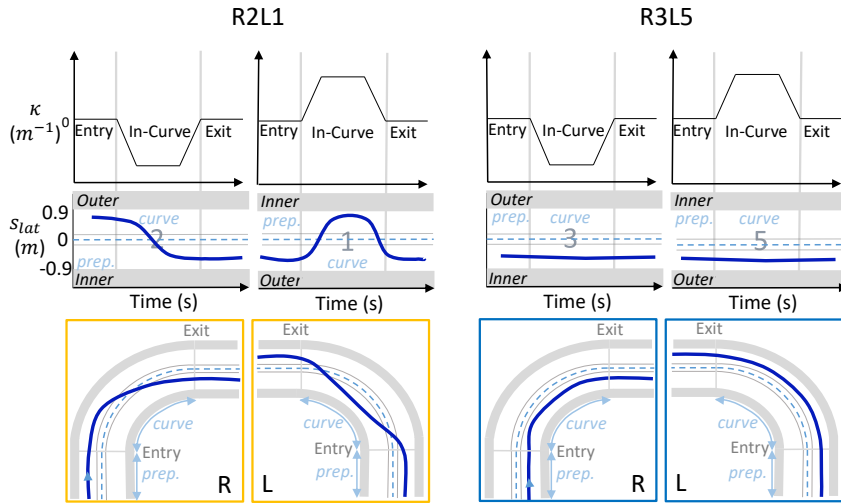 R2L1
R3L5
κ
(m⁻¹)
0
Entry In-Curve Exit
Entry In-Curve Exit
Entry In-Curve Exit
Entry In-Curve Exit
Outer
Inner
Outer
Inner
s_lat
(m)
0.9
0
-0.9
curve
2
prep.
1
curve
prep.
curve
3
prep.
curve
5
Inner
Outer
Inner
Outer
Time (s)
Time (s)
Time (s)
Time (s)
Exit
curve
Entry
prep.
R
Exit
curve
Entry
prep.
L
Exit
curve
Entry
prep.
R
Exit
curve
Entry
prep.
L